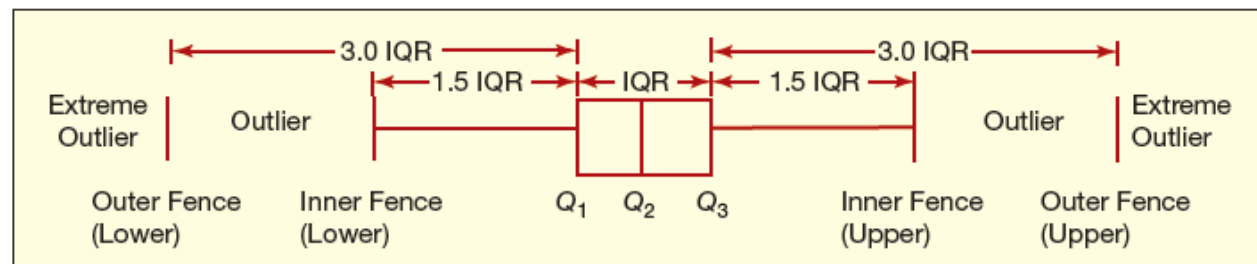 3.0 IQR 3.0 IQR
1.5 IQR IQR 1.5 IQR
Extreme
Outlier
Outlier
Outlier
Extreme
Outlier
Outer Fence
(Lower)
Inner Fence
(Lower)
Q1 Q2 Q3
Inner Fence
(Upper)
Outer Fence
(Upper)